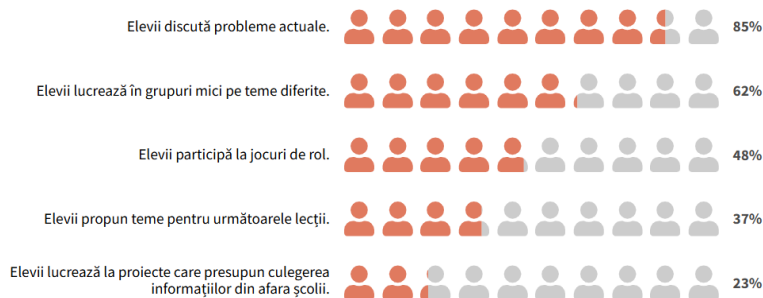 Elevii discută probleme actuale. 85%
Elevii lucrează în grupuri mici pe teme diferite. 62%
Elevii participă la jocuri de rol. 48%
Elevii propun teme pentru următoarele lecții. 37%
Elevii lucrează la proiecte care presupun culegerea
informațiilor din afara școlii. 23%